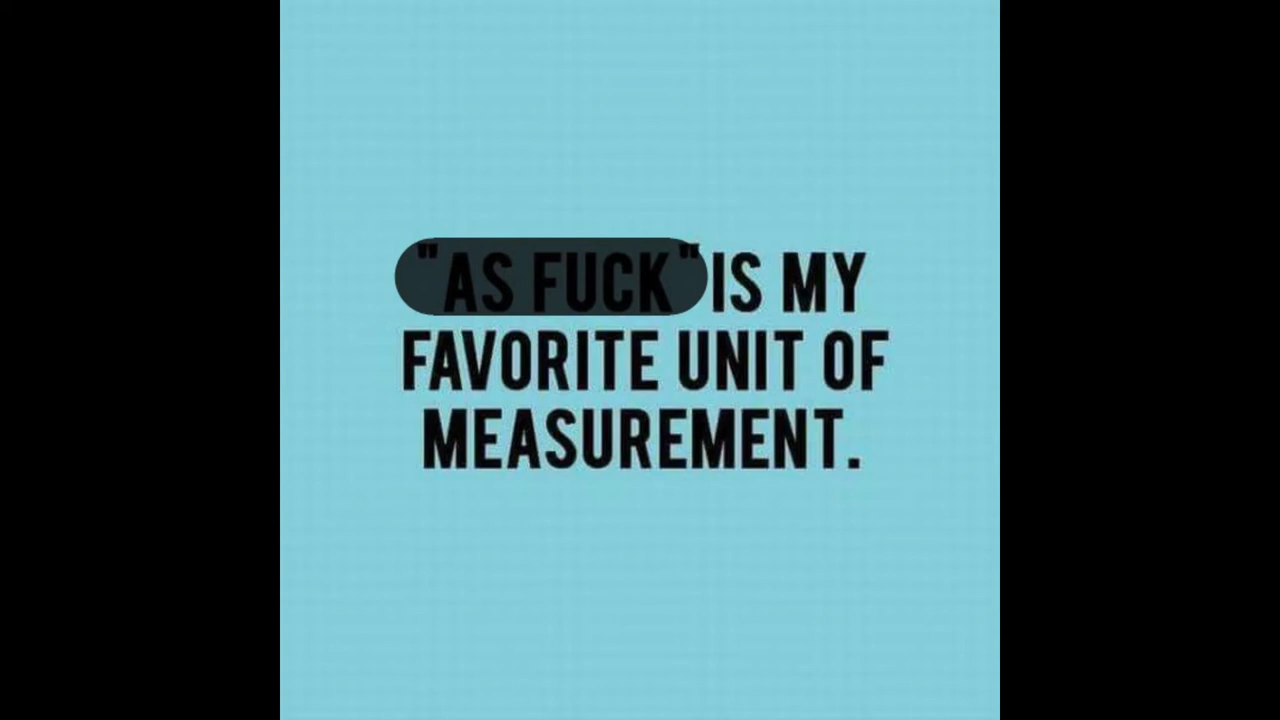 "AS FUCK" IS MY
FAVORITE UNIT OF
MEASUREMENT.